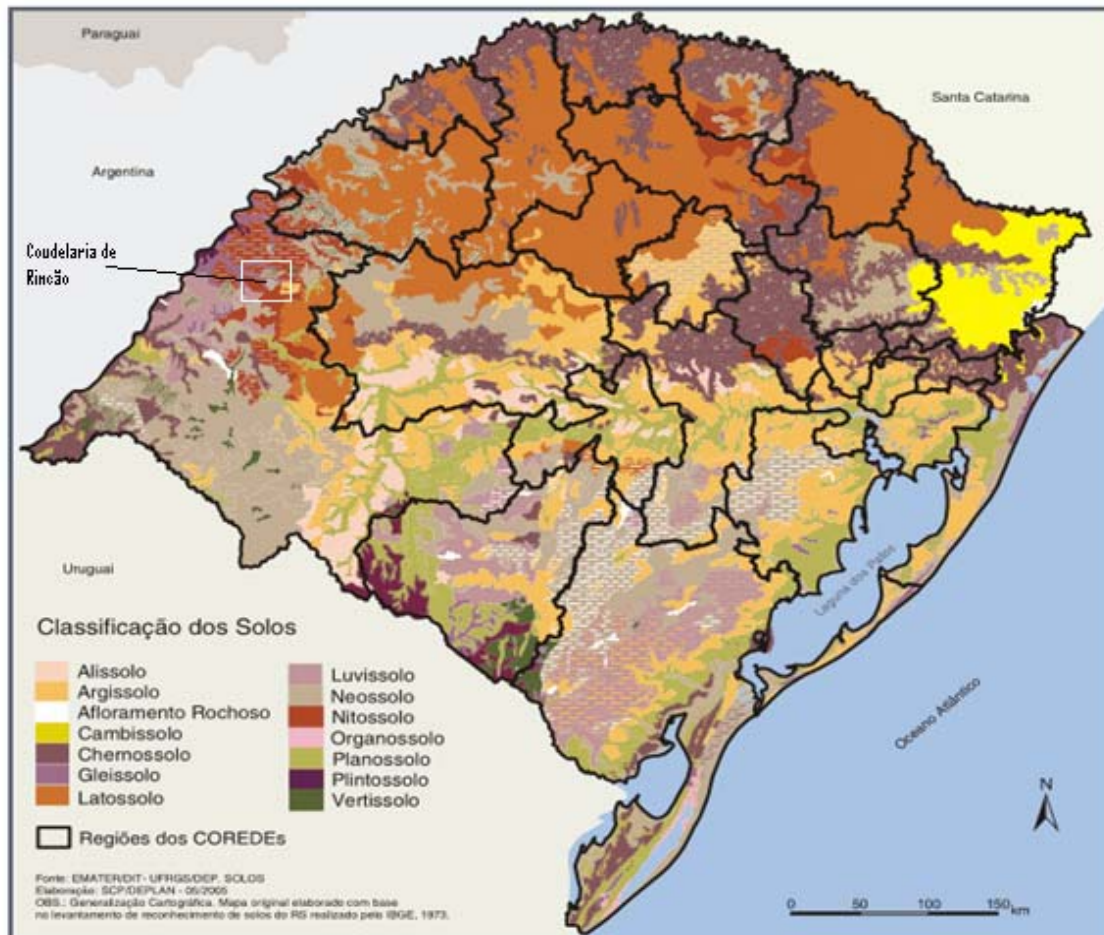 Paraguai
Santa Catarina
Argentina
Coudelaria de
Rincão
Uruguai
Laguna dos Patos
Oceano Atlântico
Classificação dos Solos
Alissolo
Argissolo
Afloramento Rochoso
Cambissolo
Chernossolo
Gleissolo
Latossolo
Luvissolo
Neossolo
Nitossolo
Organossolo
Planossolo
Plintossolo
Vertissolo
Regiões dos COREDEs
Fonte: EMATER/DIT- UFRGS/DEP. SOLOS
Elaboração: SCP/DEPLAN - 05/2005
OBS.: Generalização Cartográfica. Mapa original elaborado com base
no levantamento de reconhecimento de solos do RS realizado pelo IBGE, 1973.
N
0 50 100 150 km